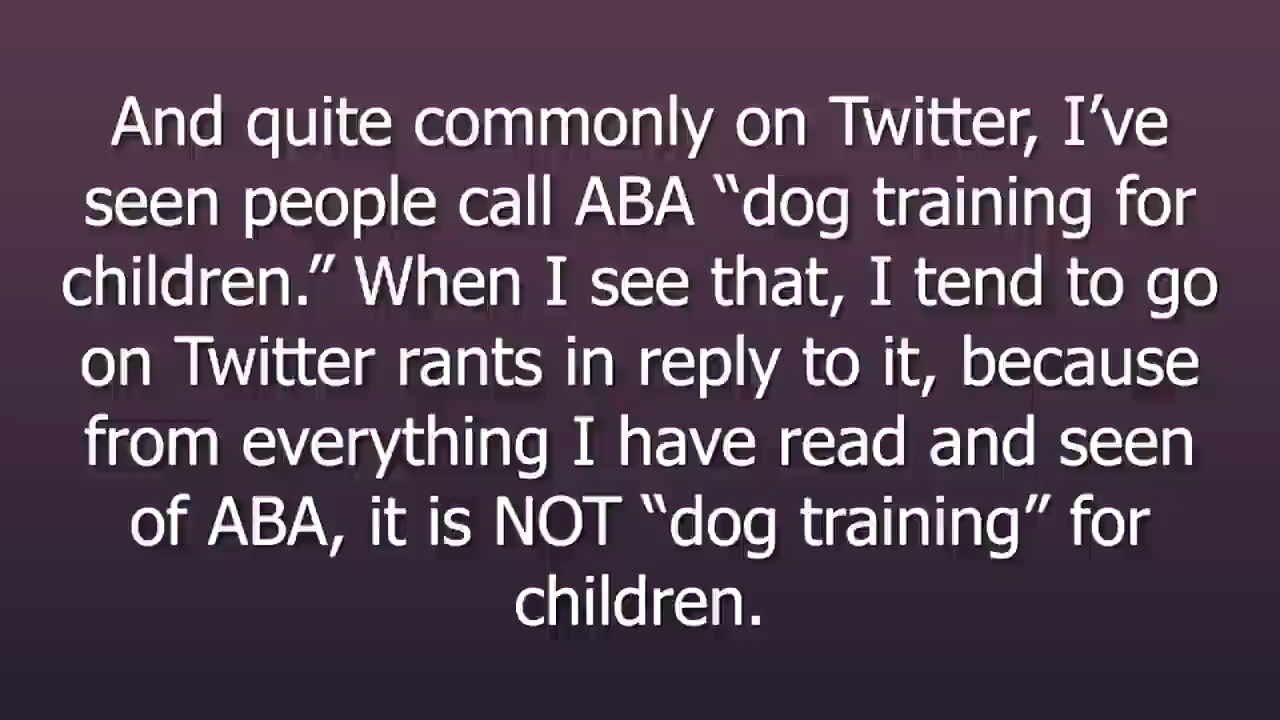 And quite commonly on Twitter, I’ve
seen people call ABA “dog training for
children.” When I see that, I tend to go
on Twitter rants in reply to it, because
from everything I have read and seen
of ABA, it is NOT “dog training” for
children.